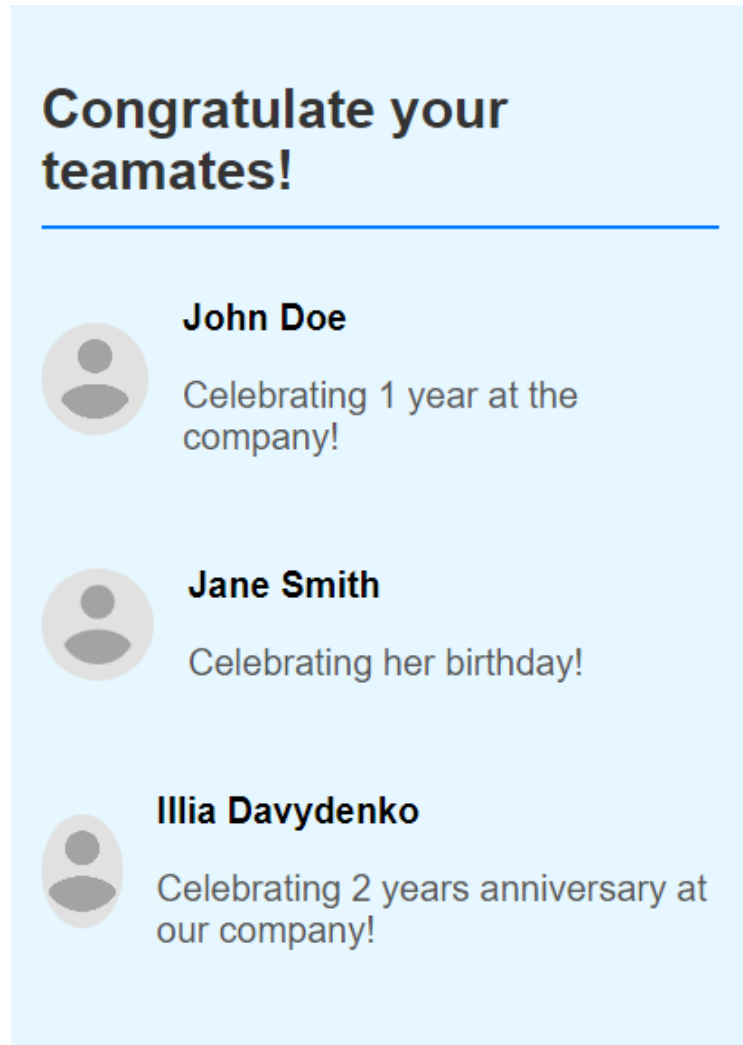 Congratulate your
teamates!
John Doe
Celebrating 1 year at the
company!
Jane Smith
Celebrating her birthday!
Illia Davydenko
Celebrating 2 years anniversary at
our company!